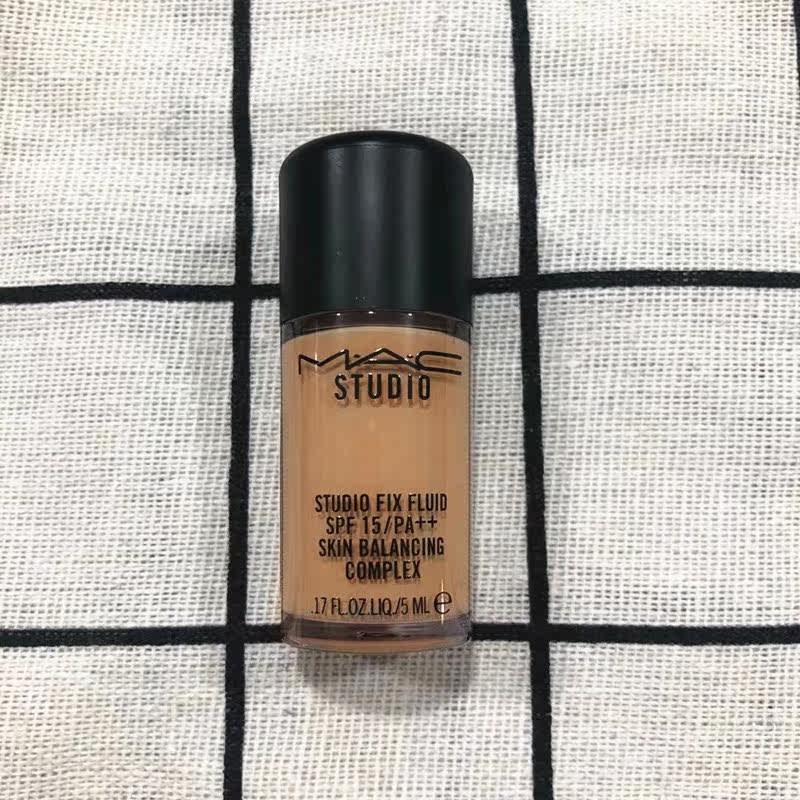 MAC
STUDIO
STUDIO FIX FLUID
SPF 15/PA++
SKIN BALANCING
COMPLEX
.17 FL.OZ.LIQ./5 ML ℮